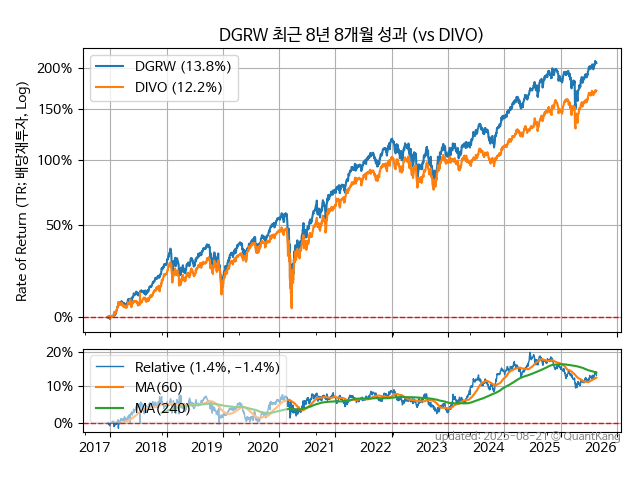 DGRW 최근 8년 8개월 성과 (vs DIVO)
Rate of Return (TR; 배당재투자, Log)
200%
150%
100%
50%
0%
DGRW (13.8%)
DIVO (12.2%)
20%
10%
0%
Relative (1.4%, −1.4%)
MA(60)
MA(240)
updated: 2025-08-21 © QuantKang
2017 2018 2019 2020 2021 2022 2023 2024 2025 2026